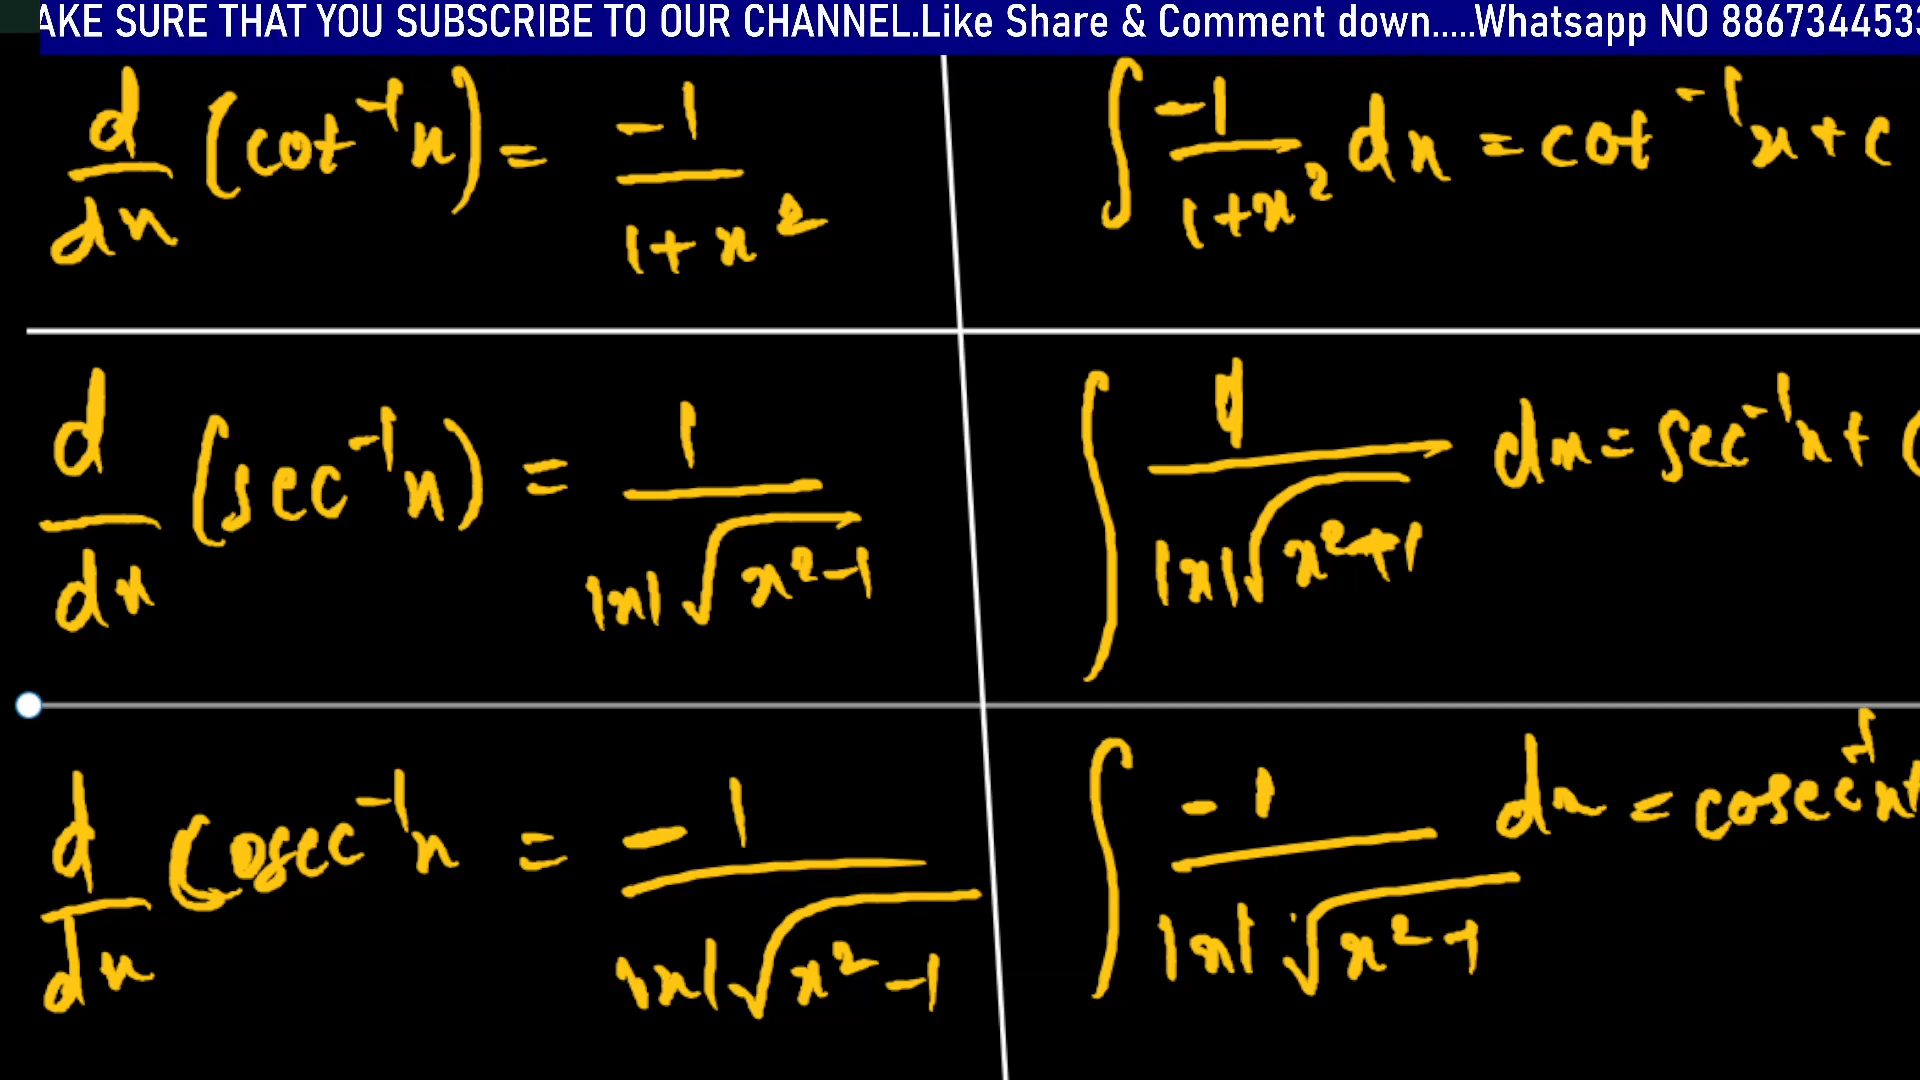 AKE SURE THAT YOU SUBSCRIBE TO OUR CHANNEL.Like Share & Comment down.....Whatsapp NO 886734453
d/dx (cot⁻¹x) = -1/1+x²
∫ -1/1+x² dx = cot⁻¹x + c
d/dx (sec⁻¹x) = 1/|x|√x²-1
∫ 1/|x|√x²+1 dx = sec⁻¹x + c
d/dx cosec⁻¹x = -1/|x|√x²-1
∫ -1/|x|√x²-1 dx = cosec⁻¹x+